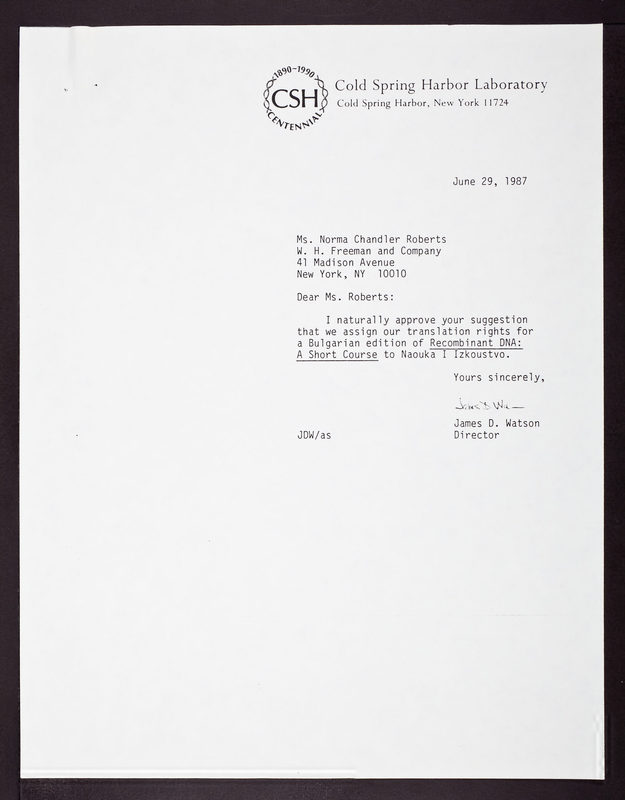 1890-1990
CSH
CENTENNIAL
Cold Spring Harbor Laboratory
Cold Spring Harbor, New York 11724
June 29, 1987
Ms. Norma Chandler Roberts
W. H. Freeman and Company
41 Madison Avenue
New York, NY 10010
Dear Ms. Roberts:
I naturally approve your suggestion
that we assign our translation rights for
a Bulgarian edition of Recombinant DNA:
A Short Course to Naouka I Izkoustvo.
Yours sincerely,
James D. Watson
JDW/as
Director